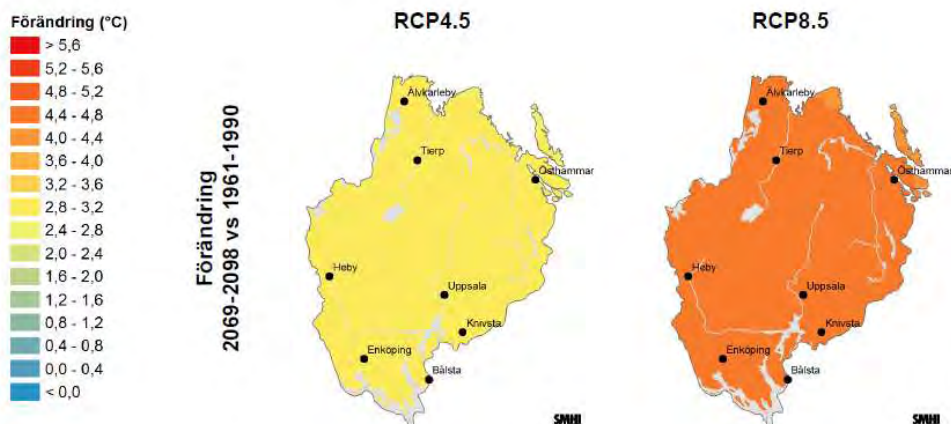 Förändring (°C)
> 5,6
5,2 - 5,6
4,8 - 5,2
4,4 - 4,8
4,0 - 4,4
3,6 - 4,0
3,2 - 3,6
2,8 - 3,2
2,4 - 2,8
2,0 - 2,4
1,6 - 2,0
1,2 - 1,6
0,8 - 1,2
0,4 - 0,8
0,0 - 0,4
< 0,0
Förändring
2069-2098 vs 1961-1990
RCP4.5
Älvkarleby
Tierp
Östhammar
Heby
Uppsala
Knivsta
Enköping
Bålsta
SMHI
RCP8.5
Älvkarleby
Tierp
Östhammar
Heby
Uppsala
Knivsta
Enköping
Bålsta
SMHI